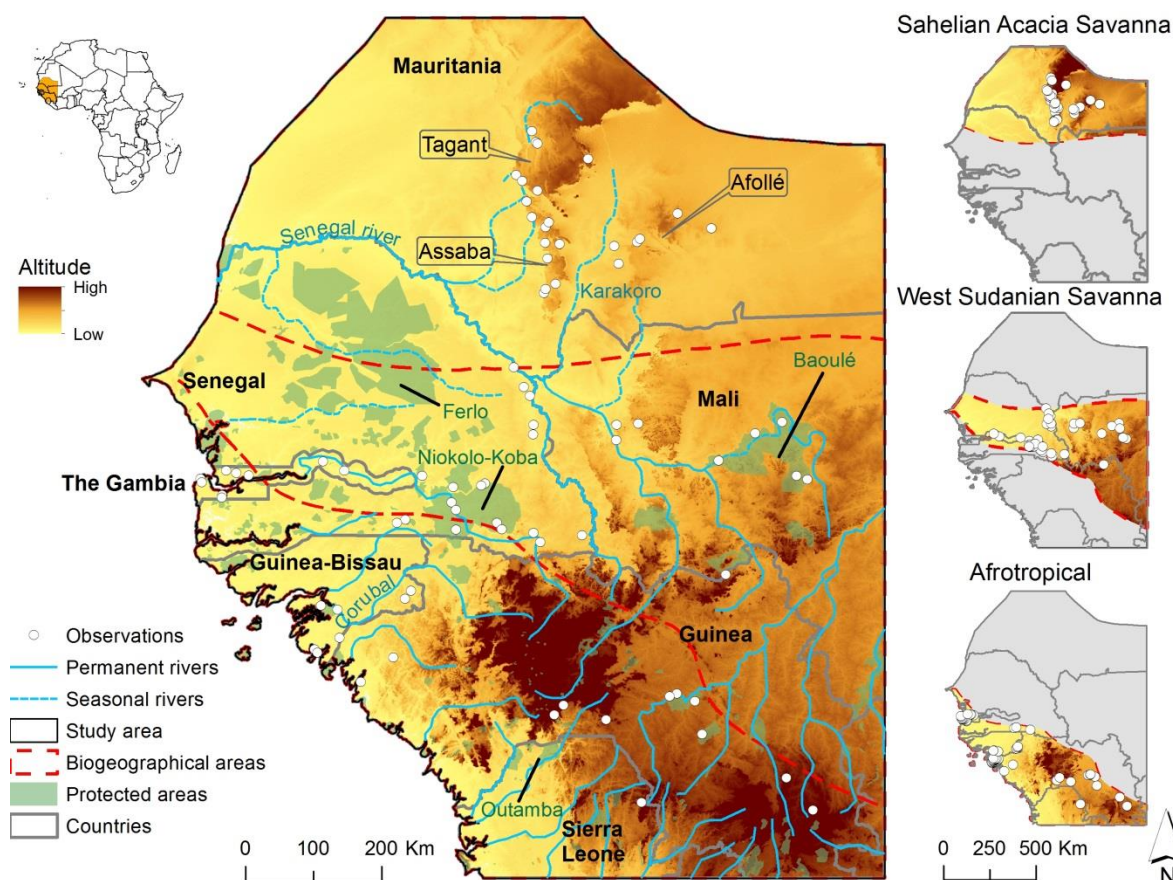 Mauritania
Tagant
Afollé
Senegal river
Assaba
Karakoro
Altitude
High
Low
Senegal
Ferlo
Mali
Baoulé
Niokolo-Koba
The Gambia
Guinea-Bissau
Corubal
Guinea
Outamba
Sierra
Leone
Observations
Permanent rivers
Seasonal rivers
Study area
Biogeographical areas
Protected areas
Countries
0 100 200 Km
Sahelian Acacia Savanna
West Sudanian Savanna
Afrotropical
0 250 500 Km
N